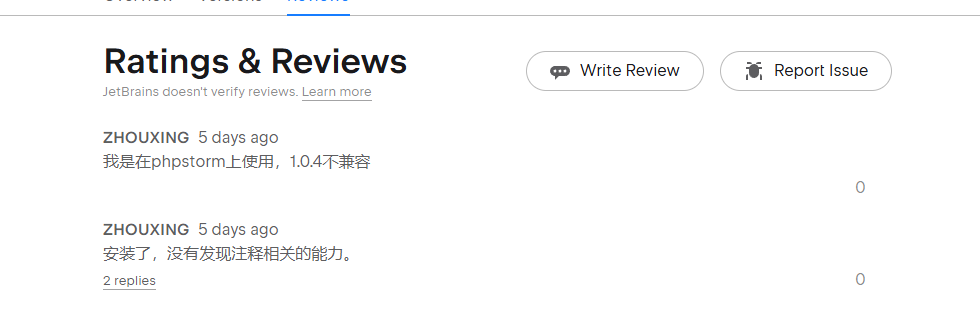 Overview Versions Reviews
Ratings & Reviews
Write Review
Report Issue
JetBrains doesn't verify reviews. Learn more
ZHOUXING 5 days ago
我是在phpstorm上使用，1.0.4不兼容
0
ZHOUXING 5 days ago
安装了，没有发现注释相关的能力。
2 replies
0